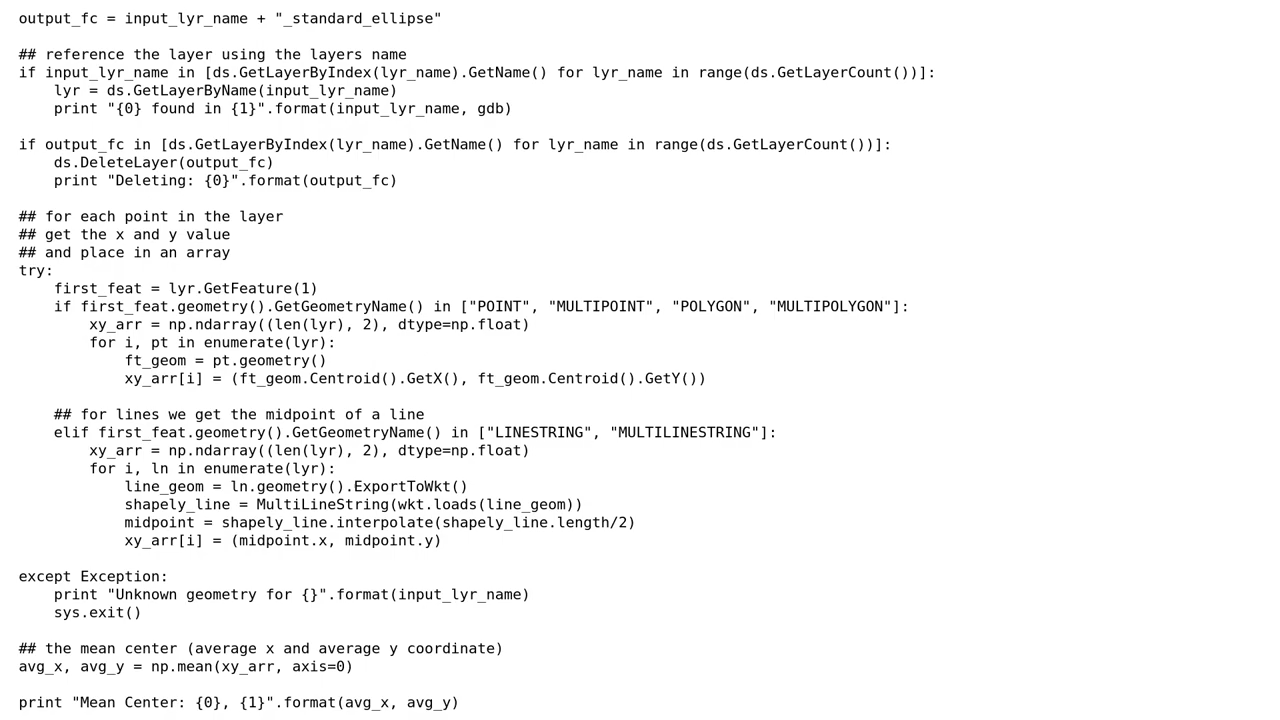 output_fc = input_lyr_name + "_standard_ellipse"

## reference the layer using the layers name
if input_lyr_name in [ds.GetLayerByIndex(lyr_name).GetName() for lyr_name in range(ds.GetLayerCount())]:
    lyr = ds.GetLayerByName(input_lyr_name)
    print "{0} found in {1}".format(input_lyr_name, gdb)

if output_fc in [ds.GetLayerByIndex(lyr_name).GetName() for lyr_name in range(ds.GetLayerCount())]:
    ds.DeleteLayer(output_fc)
    print "Deleting: {0}".format(output_fc)

## for each point in the layer
## get the x and y value
## and place in an array
try:
    first_feat = lyr.GetFeature(1)
    if first_feat.geometry().GetGeometryName() in ["POINT", "MULTIPOINT", "POLYGON", "MULTIPOLYGON"]:
        xy_arr = np.ndarray((len(lyr), 2), dtype=np.float)
        for i, pt in enumerate(lyr):
            ft_geom = pt.geometry()
            xy_arr[i] = (ft_geom.Centroid().GetX(), ft_geom.Centroid().GetY())

    ## for lines we get the midpoint of a line
    elif first_feat.geometry().GetGeometryName() in ["LINESTRING", "MULTILINESTRING"]:
        xy_arr = np.ndarray((len(lyr), 2), dtype=np.float)
        for i, ln in enumerate(lyr):
            line_geom = ln.geometry().ExportToWkt()
            shapely_line = MultiLineString(wkt.loads(line_geom))
            midpoint = shapely_line.interpolate(shapely_line.length/2)
            xy_arr[i] = (midpoint.x, midpoint.y)

except Exception:
    print "Unknown geometry for {}".format(input_lyr_name)
    sys.exit()

## the mean center (average x and average y coordinate)
avg_x, avg_y = np.mean(xy_arr, axis=0)

print "Mean Center: {0}, {1}".format(avg_x, avg_y)